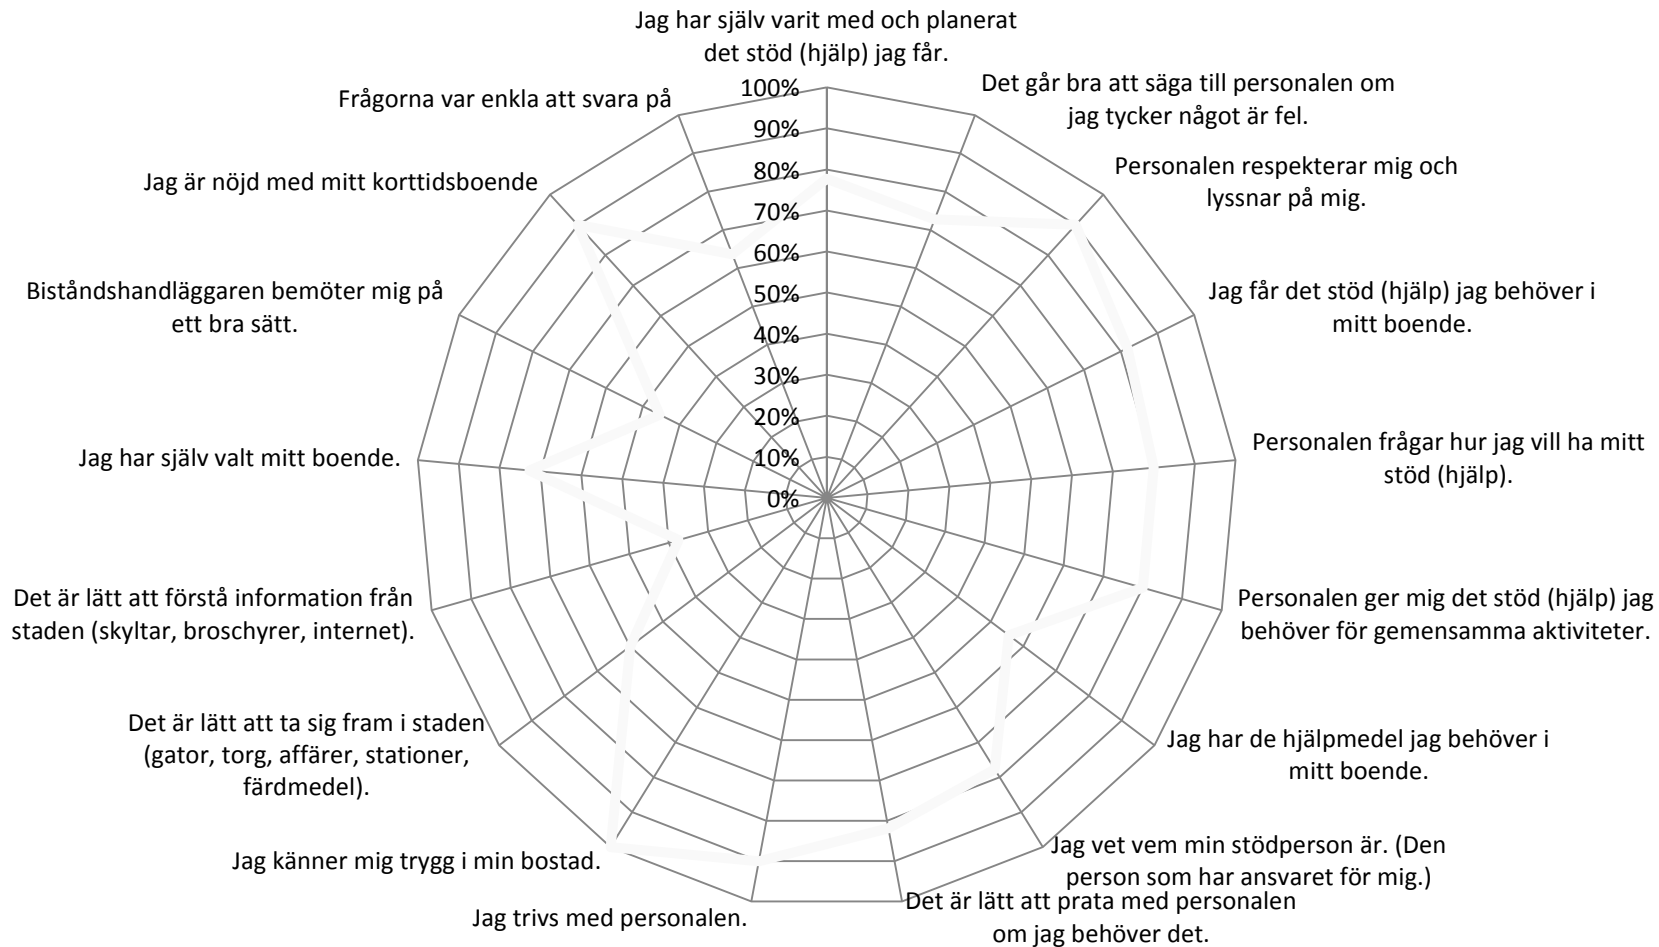 Jag har själv varit med och planerat
det stöd (hjälp) jag får.
Det går bra att säga till personalen om
jag tycker något är fel.
Personalen respekterar mig och
lyssnar på mig.
Jag får det stöd (hjälp) jag behöver i
mitt boende.
Personalen frågar hur jag vill ha mitt
stöd (hjälp).
Personalen ger mig det stöd (hjälp) jag
behöver för gemensamma aktiviteter.
Jag har de hjälpmedel jag behöver i
mitt boende.
Jag vet vem min stödperson är. (Den
person som har ansvaret för mig.)
Det är lätt att prata med personalen
om jag behöver det.
Jag trivs med personalen.
Jag känner mig trygg i min bostad.
Det är lätt att ta sig fram i staden
(gator, torg, affärer, stationer,
färdmedel).
Det är lätt att förstå information från
staden (skyltar, broschyrer, internet).
Jag har själv valt mitt boende.
Biståndshandläggaren bemöter mig på
ett bra sätt.
Jag är nöjd med mitt korttidsboende
Frågorna var enkla att svara på
100%
90%
80%
70%
60%
50%
40%
30%
20%
10%
0%